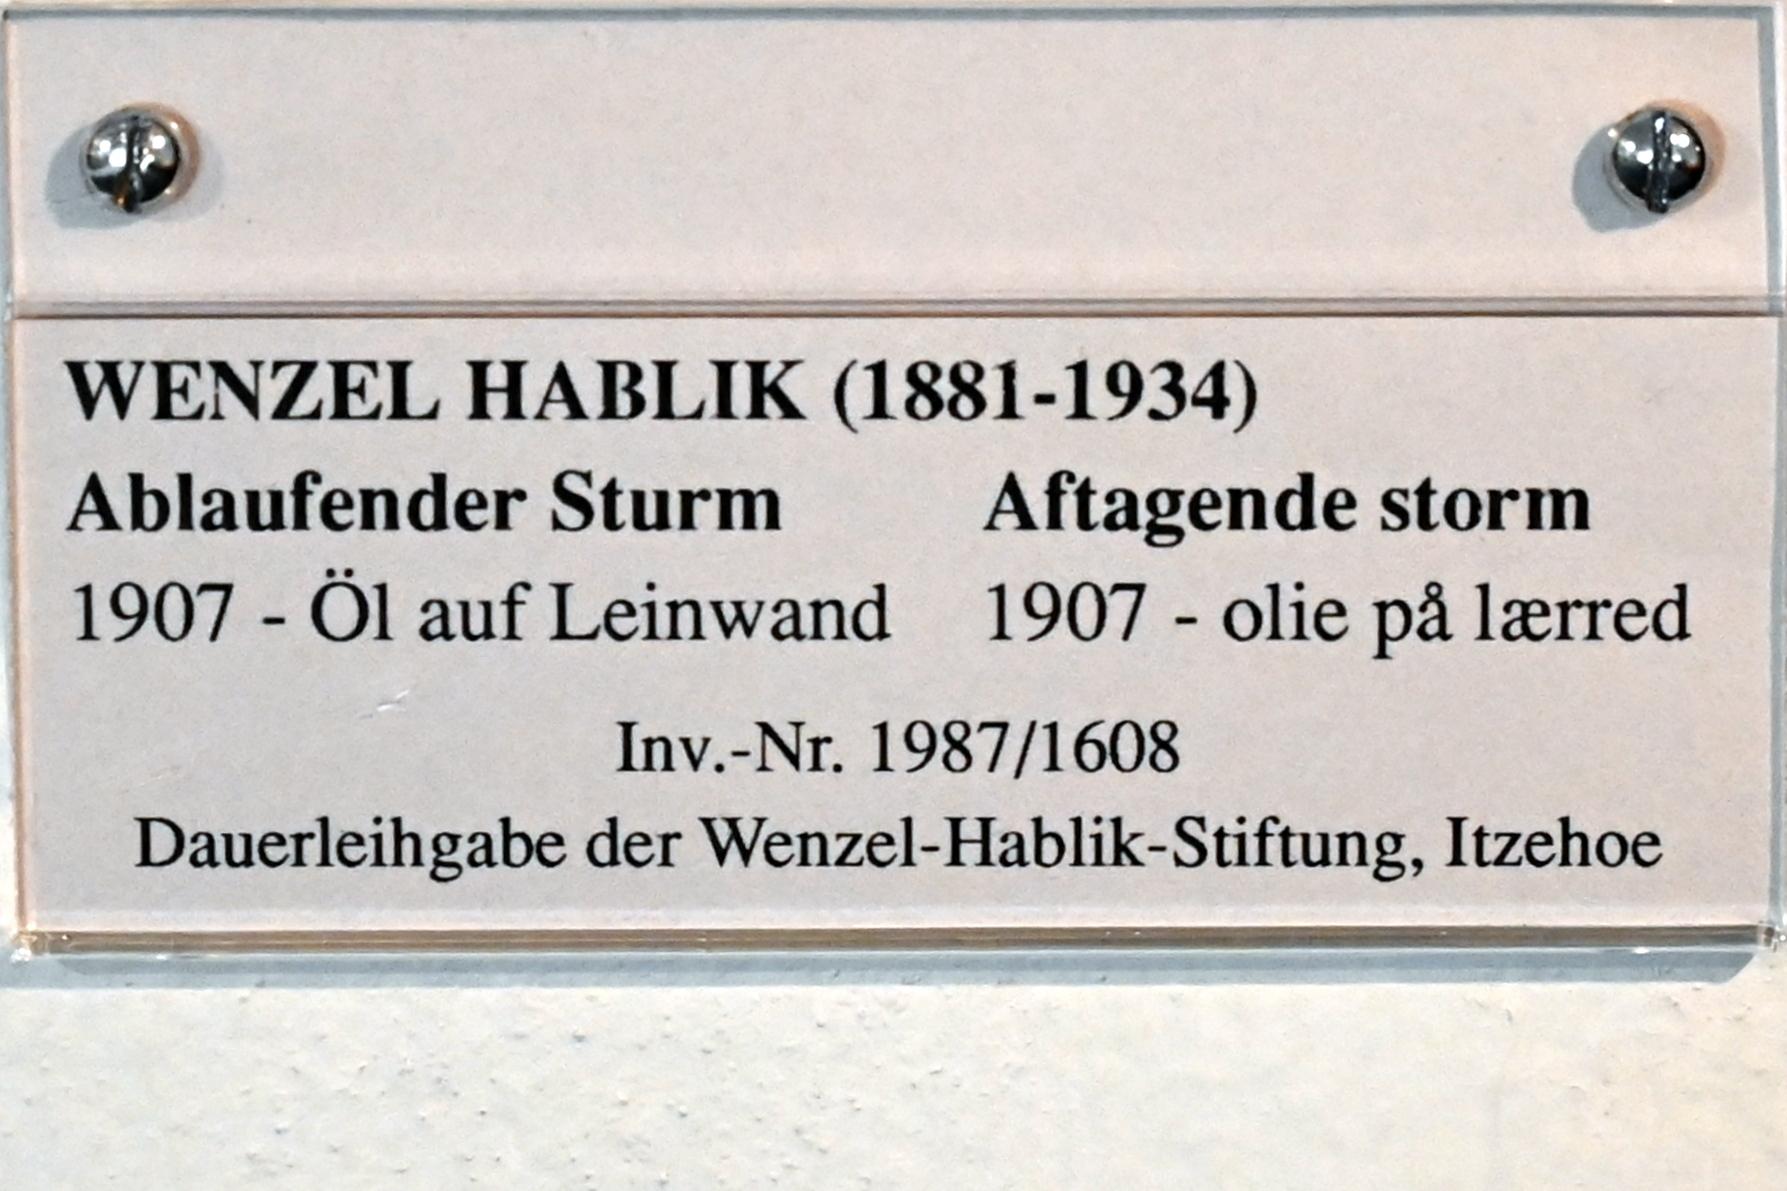 WENZEL HABLIK (1881-1934)
Ablaufender Sturm Aftagende storm
1907 - Öl auf Leinwand 1907 - olie på lærred
Inv.-Nr. 1987/1608
Dauerleihgabe der Wenzel-Hablik-Stiftung, Itzehoe